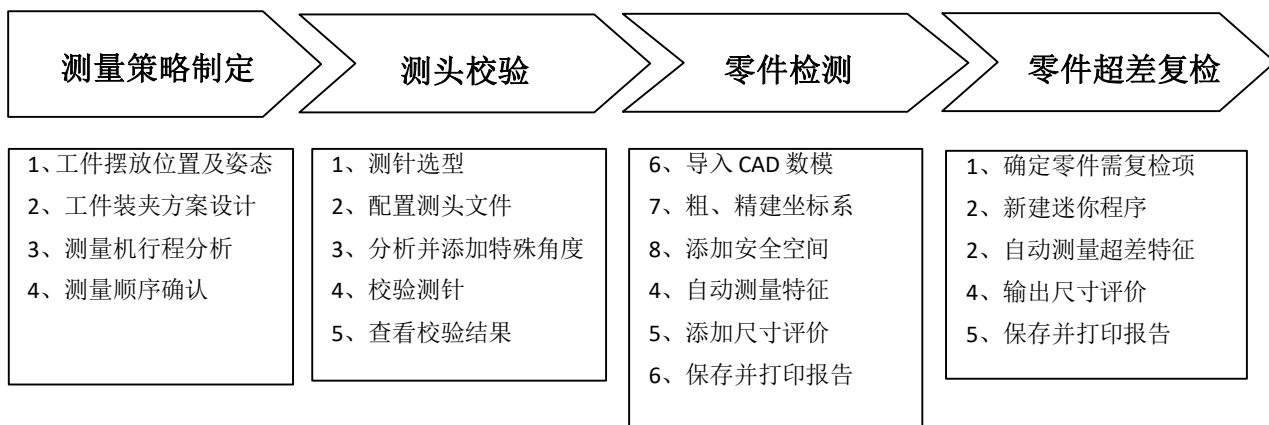 测量策略制定
测头校验
零件检测
零件超差复检
1、工件摆放位置及姿态
2、工件装夹方案设计
3、测量机行程分析
4、测量顺序确认
1、测针选型
2、配置测头文件
3、分析并添加特殊角度
4、校验测针
5、查看校验结果
6、导入 CAD 数模
7、粗、精建坐标系
8、添加安全空间
4、自动测量特征
5、添加尺寸评价
6、保存并打印报告
1、确定零件需复检项
2、新建迷你程序
2、自动测量超差特征
4、输出尺寸评价
5、保存并打印报告